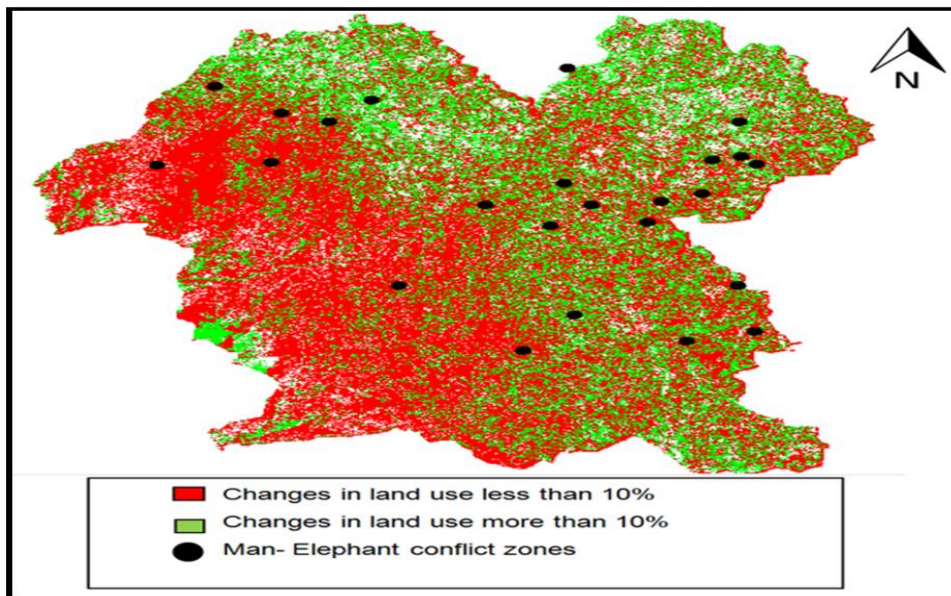 N
Changes in land use less than 10%
Changes in land use more than 10%
Man- Elephant conflict zones